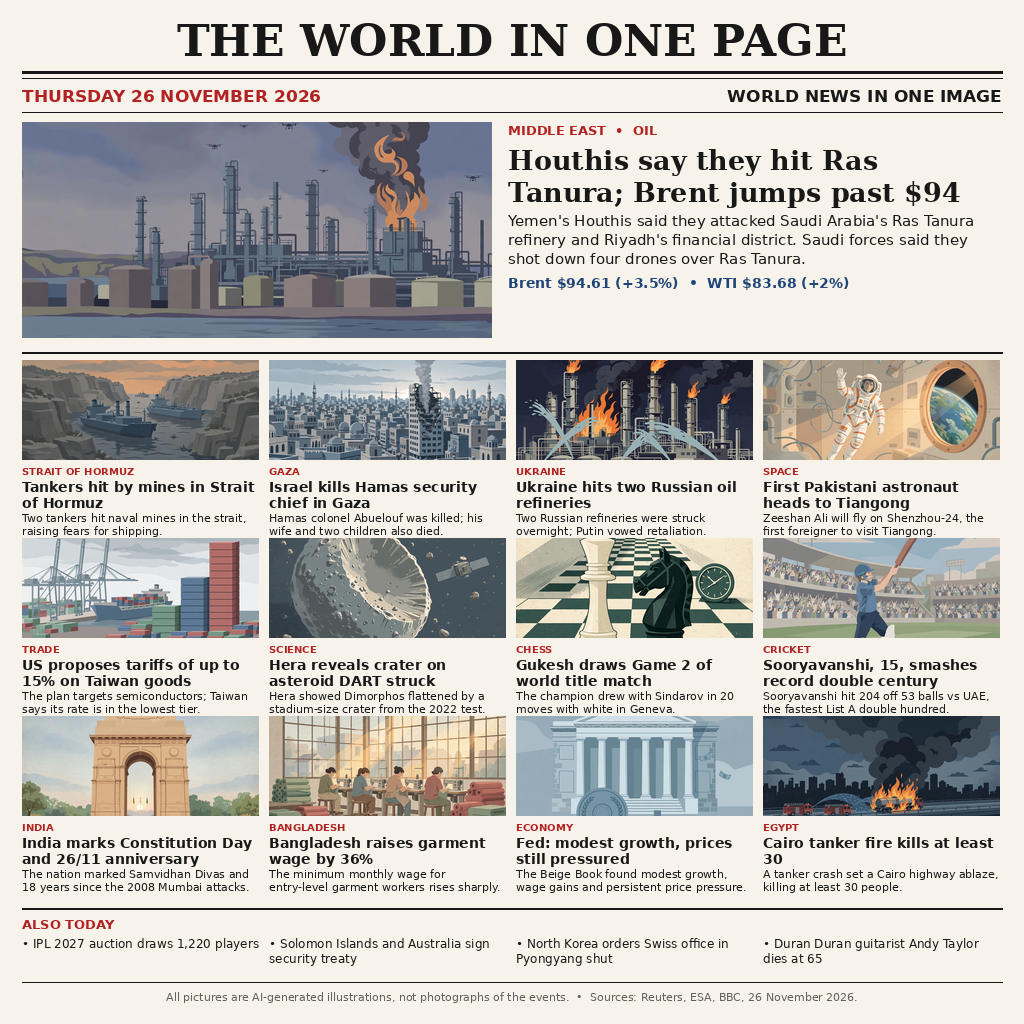 THE WORLD IN ONE PAGE
THURSDAY 26 NOVEMBER 2026
WORLD NEWS IN ONE IMAGE
MIDDLE EAST • OIL
Houthis say they hit Ras
Tanura; Brent jumps past $94
Yemen's Houthis said they attacked Saudi Arabia's Ras Tanura
refinery and Riyadh's financial district. Saudi forces said they
shot down four drones over Ras Tanura.
Brent $94.61 (+3.5%) • WTI $83.68 (+2%)
STRAIT OF HORMUZ
Tankers hit by mines in Strait
of Hormuz
Two tankers hit naval mines in the strait,
raising fears for shipping.
GAZA
Israel kills Hamas security
chief in Gaza
Hamas colonel Abuelouf was killed; his
wife and two children also died.
UKRAINE
Ukraine hits two Russian oil
refineries
Two Russian refineries were struck
overnight; Putin vowed retaliation.
SPACE
First Pakistani astronaut
heads to Tiangong
Zeeshan Ali will fly on Shenzhou-24, the
first foreigner to visit Tiangong.
TRADE
US proposes tariffs of up to
15% on Taiwan goods
The plan targets semiconductors; Taiwan
says its rate is in the lowest tier.
SCIENCE
Hera reveals crater on
asteroid DART struck
Hera showed Dimorphos flattened by a
stadium-size crater from the 2022 test.
CHESS
Gukesh draws Game 2 of
world title match
The champion drew with Sindarov in 20
moves with white in Geneva.
CRICKET
Sooryavanshi, 15, smashes
record double century
Sooryavanshi hit 204 off 53 balls vs UAE,
the fastest List A double hundred.
INDIA
India marks Constitution Day
and 26/11 anniversary
The nation marked Samvidhan Divas and
18 years since the 2008 Mumbai attacks.
BANGLADESH
Bangladesh raises garment
wage by 36%
The minimum monthly wage for
entry-level garment workers rises sharply.
ECONOMY
Fed: modest growth, prices
still pressured
The Beige Book found modest growth,
wage gains and persistent price pressure.
EGYPT
Cairo tanker fire kills at least
30
A tanker crash set a Cairo highway ablaze,
killing at least 30 people.
ALSO TODAY
• IPL 2027 auction draws 1,220 players
• Solomon Islands and Australia sign
security treaty
• North Korea orders Swiss office in
Pyongyang shut
• Duran Duran guitarist Andy Taylor
dies at 65
All pictures are AI-generated illustrations, not photographs of the events. • Sources: Reuters, ESA, BBC, 26 November 2026.